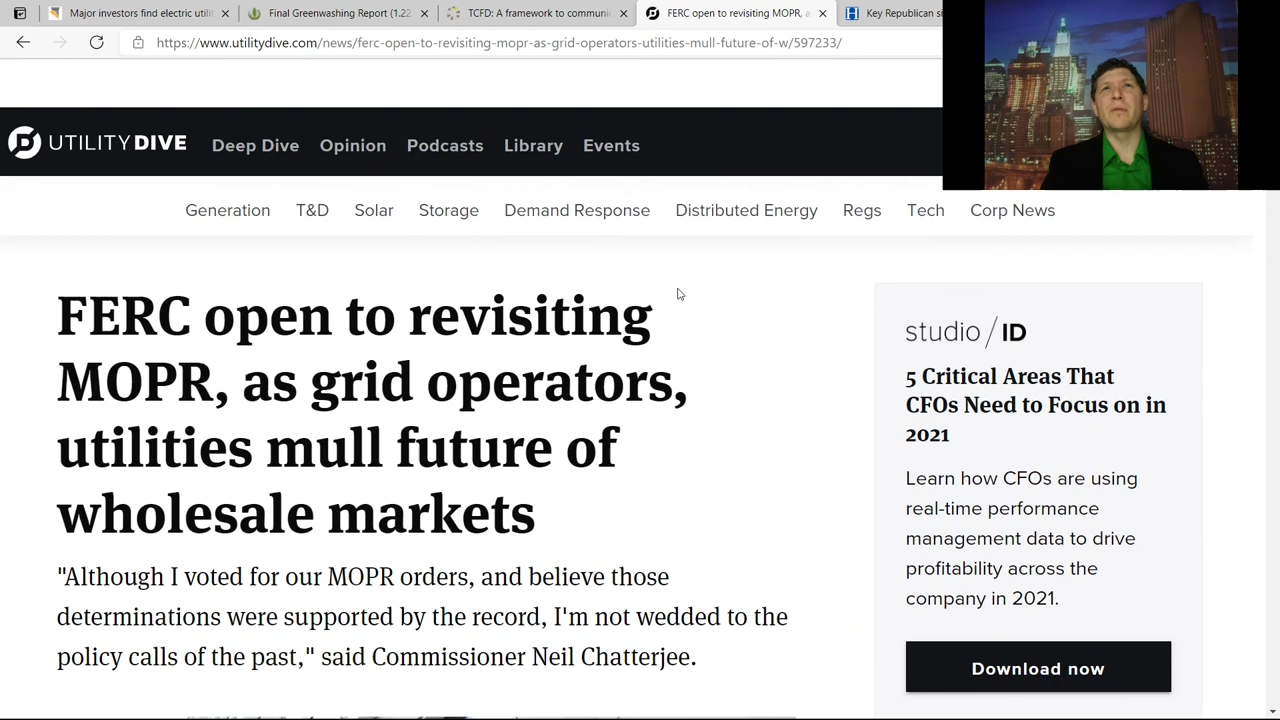 Major investors find electric utili
Final Greenwashing Report (1.22
TCFD: A framework to communic
FERC open to revisiting MOPR, a
Key Republican si
https://www.utilitydive.com/news/ferc-open-to-revisiting-mopr-as-grid-operators-utilities-mull-future-of-w/597233/
UTILITY DIVE
Deep Dive
Opinion
Podcasts
Library
Events
Generation
T&D
Solar
Storage
Demand Response
Distributed Energy
Regs
Tech
Corp News
FERC open to revisiting
MOPR, as grid operators,
utilities mull future of
wholesale markets
"Although I voted for our MOPR orders, and believe those
determinations were supported by the record, I'm not wedded to the
policy calls of the past," said Commissioner Neil Chatterjee.
studio/ID
5 Critical Areas That
CFOs Need to Focus on in
2021
Learn how CFOs are using
real-time performance
management data to drive
profitability across the
company in 2021.
Download now